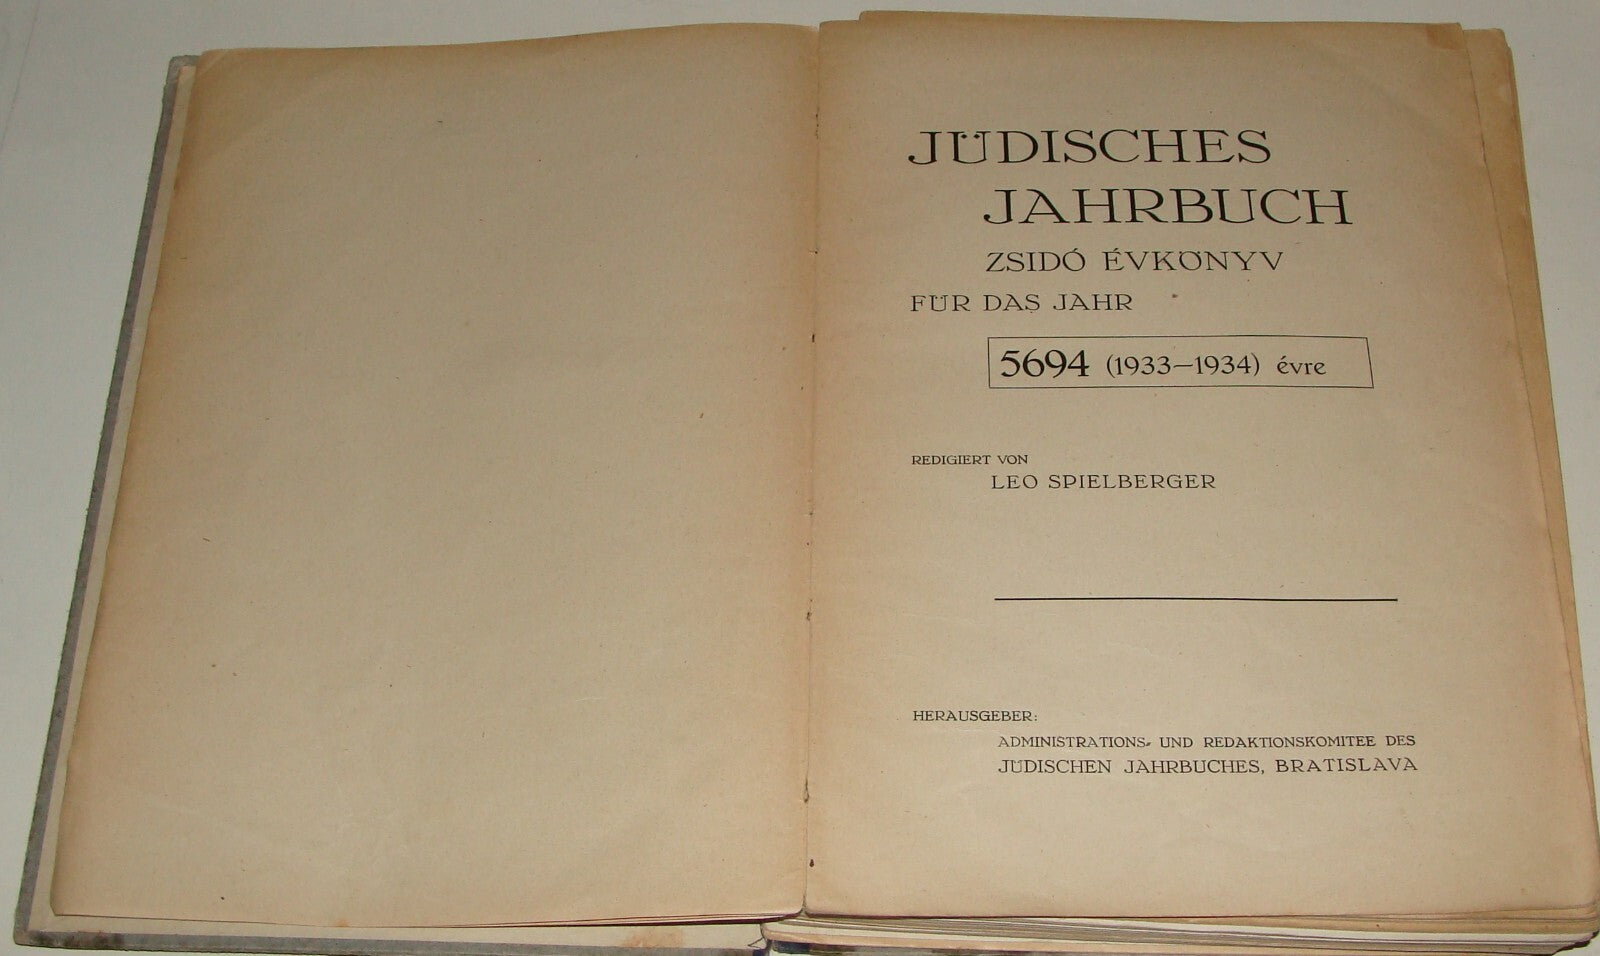 JÜDISCHES
JAHRBUCH
ZSIDÓ ÉVKÖNYV
FÜR DAS JAHR
5694 (1933—1934) évre
REDIGIERT VON
LEO SPIELBERGER
HERAUSGEBER:
ADMINISTRATIONS- UND REDAKTIONSKOMITEE DES
JÜDISCHEN JAHRBUCHES, BRATISLAVA